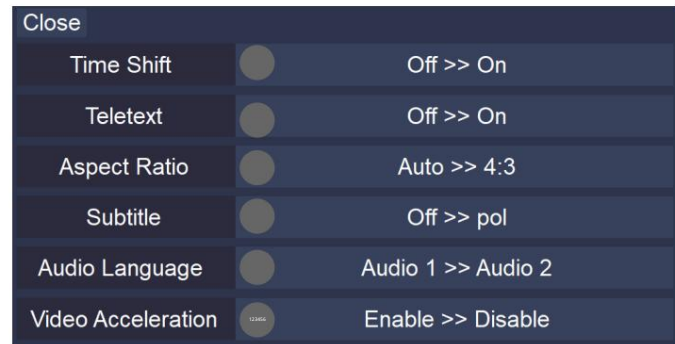 Close
Time Shift Off >> On
Teletext Off >> On
Aspect Ratio Auto >> 4:3
Subtitle Off >> pol
Audio Language Audio 1 >> Audio 2
Video Acceleration 123456 Enable >> Disable